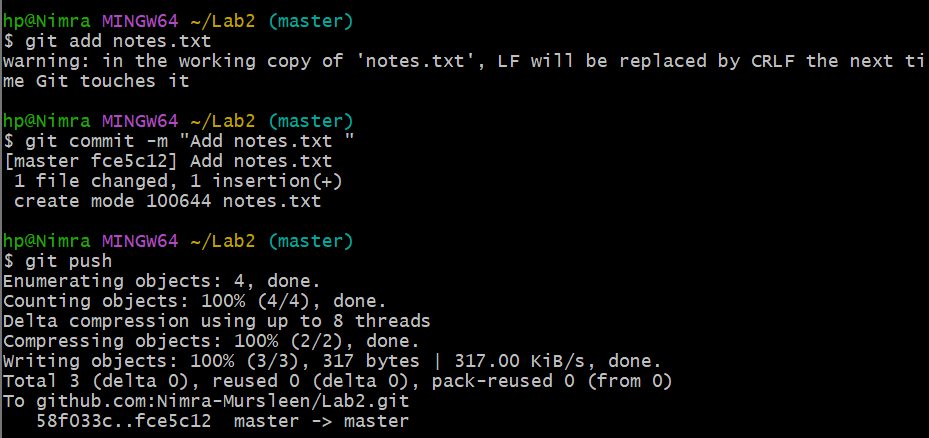 hp@Nimra MINGW64 ~/Lab2 (master)
$ git add notes.txt
warning: in the working copy of 'notes.txt', LF will be replaced by CRLF the next ti
me Git touches it
hp@Nimra MINGW64 ~/Lab2 (master)
$ git commit -m "Add notes.txt "
[master fce5c12] Add notes.txt
 1 file changed, 1 insertion(+)
 create mode 100644 notes.txt
hp@Nimra MINGW64 ~/Lab2 (master)
$ git push
Enumerating objects: 4, done.
Counting objects: 100% (4/4), done.
Delta compression using up to 8 threads
Compressing objects: 100% (2/2), done.
Writing objects: 100% (3/3), 317 bytes | 317.00 KiB/s, done.
Total 3 (delta 0), reused 0 (delta 0), pack-reused 0 (from 0)
To github.com:Nimra-Mursleen/Lab2.git
   58f033c..fce5c12  master -> master